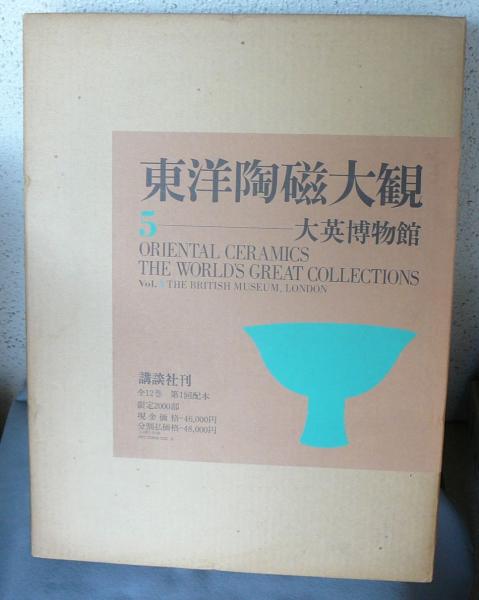 東洋陶磁大観
5——大英博物館
ORIENTAL CERAMICS
THE WORLD'S GREAT COLLECTIONS
Vol. 5 THE BRITISH MUSEUM, LONDON
講談社刊
全12巻 第1回配本
限定2000部
現金価格—46,000円
分割払価格—48,000円